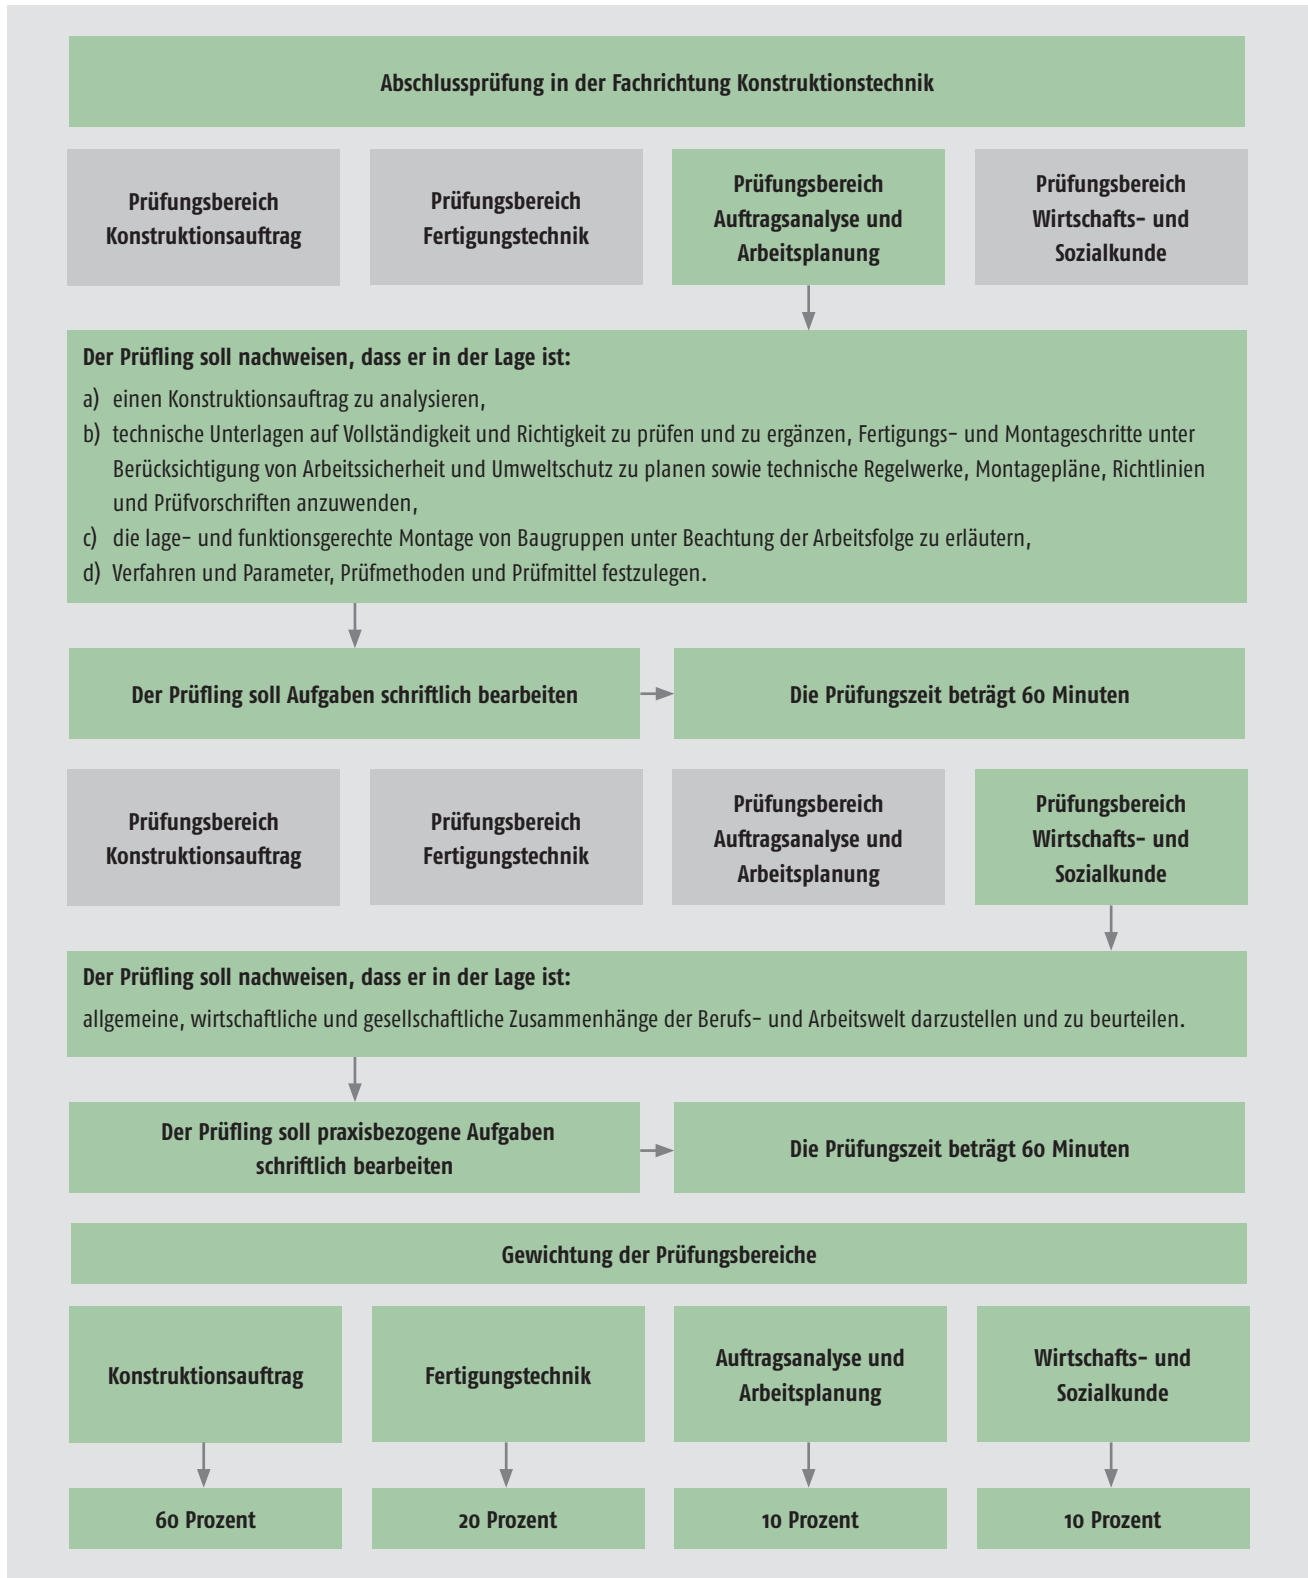 Abschlussprüfung in der Fachrichtung Konstruktionstechnik
Prüfungsbereich
Konstruktionsauftrag
Prüfungsbereich
Fertigungstechnik
Prüfungsbereich
Auftragsanalyse und
Arbeitsplanung
Prüfungsbereich
Wirtschafts- und
Sozialkunde
Der Prüfling soll nachweisen, dass er in der Lage ist:
a) einen Konstruktionsauftrag zu analysieren,
b) technische Unterlagen auf Vollständigkeit und Richtigkeit zu prüfen und zu ergänzen, Fertigungs- und Montageschritte unter
Berücksichtigung von Arbeitssicherheit und Umweltschutz zu planen sowie technische Regelwerke, Montagepläne, Richtlinien
und Prüfvorschriften anzuwenden,
c) die lage- und funktionsgerechte Montage von Baugruppen unter Beachtung der Arbeitsfolge zu erläutern,
d) Verfahren und Parameter, Prüfmethoden und Prüfmittel festzulegen.
Der Prüfling soll Aufgaben schriftlich bearbeiten
Die Prüfungszeit beträgt 60 Minuten
Prüfungsbereich
Konstruktionsauftrag
Prüfungsbereich
Fertigungstechnik
Prüfungsbereich
Auftragsanalyse und
Arbeitsplanung
Prüfungsbereich
Wirtschafts- und
Sozialkunde
Der Prüfling soll nachweisen, dass er in der Lage ist:
allgemeine, wirtschaftliche und gesellschaftliche Zusammenhänge der Berufs- und Arbeitswelt darzustellen und zu beurteilen.
Der Prüfling soll praxisbezogene Aufgaben
schriftlich bearbeiten
Die Prüfungszeit beträgt 60 Minuten
Gewichtung der Prüfungsbereiche
Konstruktionsauftrag
Fertigungstechnik
Auftragsanalyse und
Arbeitsplanung
Wirtschafts- und
Sozialkunde
60 Prozent
20 Prozent
10 Prozent
10 Prozent